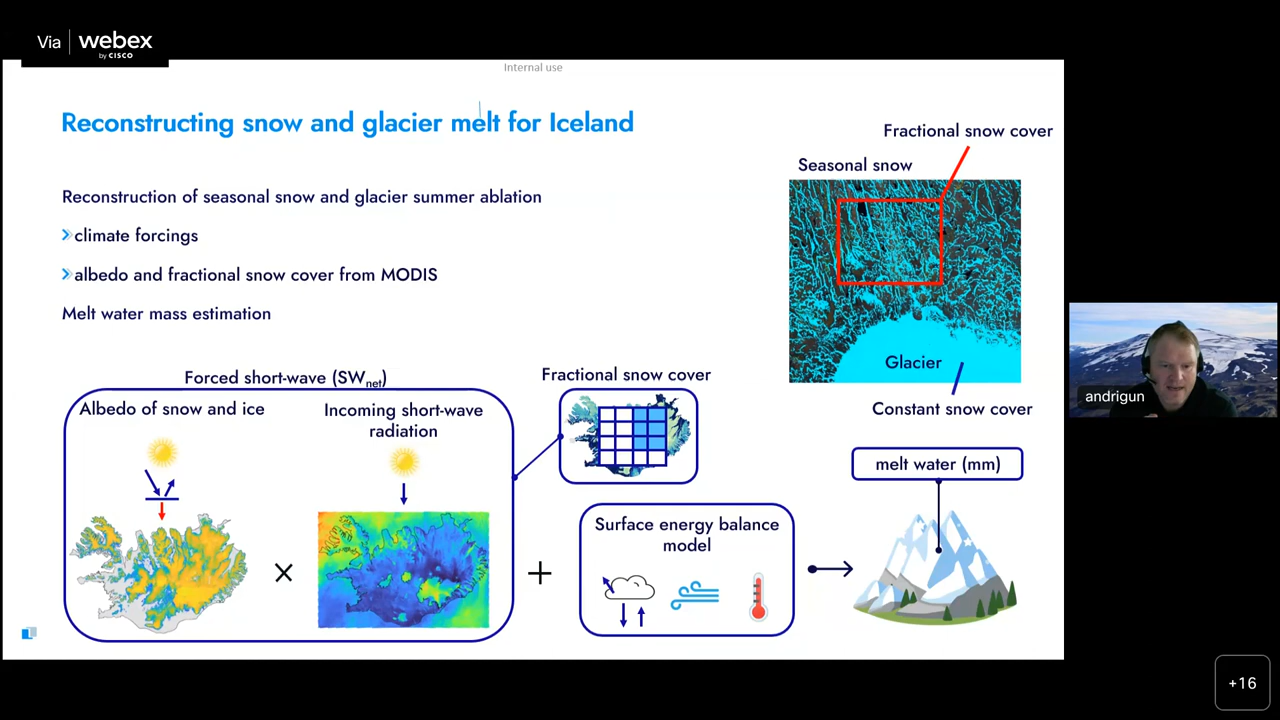 Via
webex
by CISCO
Internal use
Reconstructing snow and glacier melt for Iceland
Fractional snow cover
Seasonal snow
Reconstruction of seasonal snow and glacier summer ablation
climate forcings
albedo and fractional snow cover from MODIS
Melt water mass estimation
Glacier
Constant snow cover
Forced short-wave (SWnet)
Albedo of snow and ice
Incoming short-wave
radiation
Fractional snow cover
Surface energy balance
model
melt water (mm)
andrigun
+16